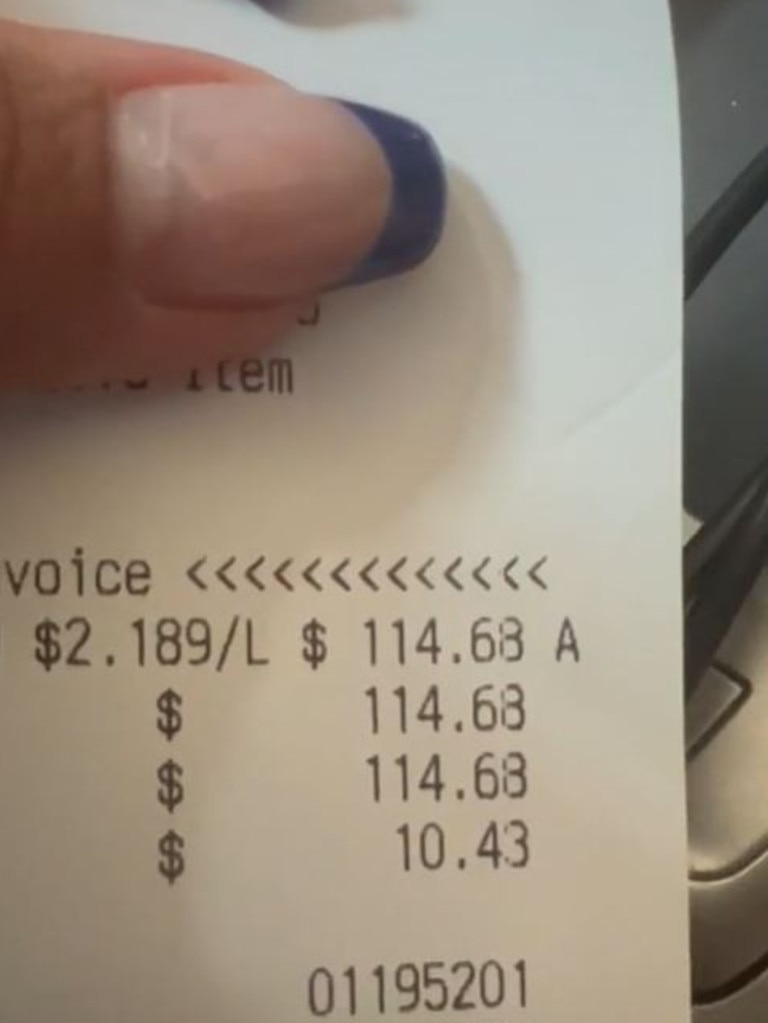 Item
voice <<<<<<<<<<<<<
$2.189/L $ 114.68 A
$ 114.68
$ 114.68
$ 10.43
01195201